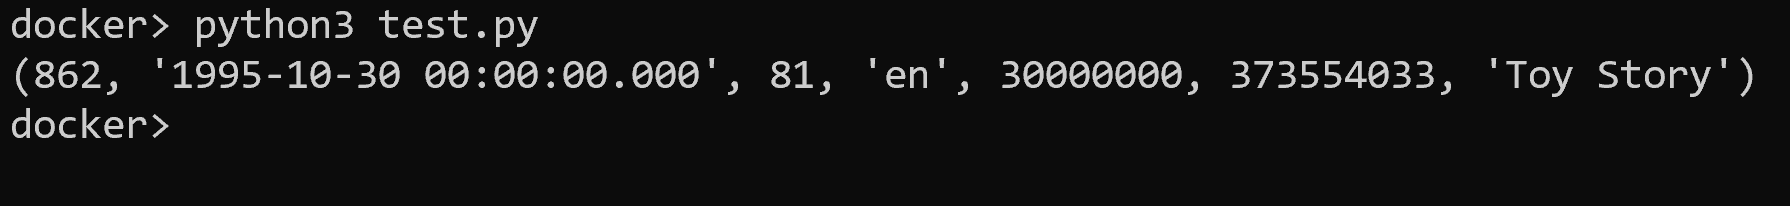 docker> python3 test.py
(862, '1995-10-30 00:00:00.000', 81, 'en', 30000000, 373554033, 'Toy Story')
docker>